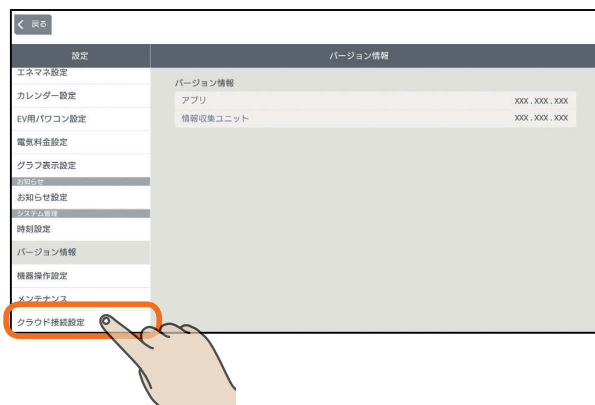 戻る
設定
バージョン情報
エネマネ設定
カレンダー設定
EV用パワコン設定
電気料金設定
グラフ表示設定
お知らせ
お知らせ設定
システム管理
時刻設定
バージョン情報
機器操作設定
メンテナンス
クラウド接続設定
バージョン情報
アプリ XXX . XXX . XXX
情報収集ユニット XXX . XXX . XXX